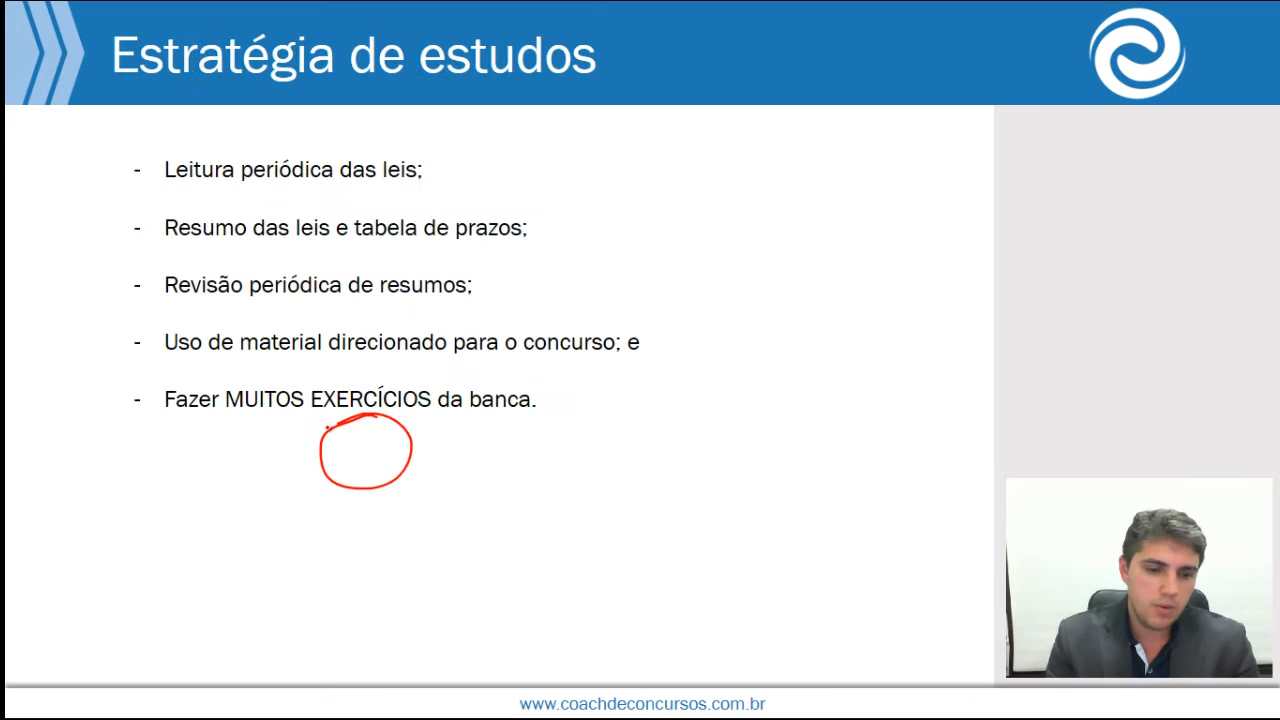 Estratégia de estudos
- Leitura periódica das leis;
- Resumo das leis e tabela de prazos;
- Revisão periódica de resumos;
- Uso de material direcionado para o concurso; e
- Fazer MUITOS EXERCÍCIOS da banca.
www.coachdeconcursos.com.br